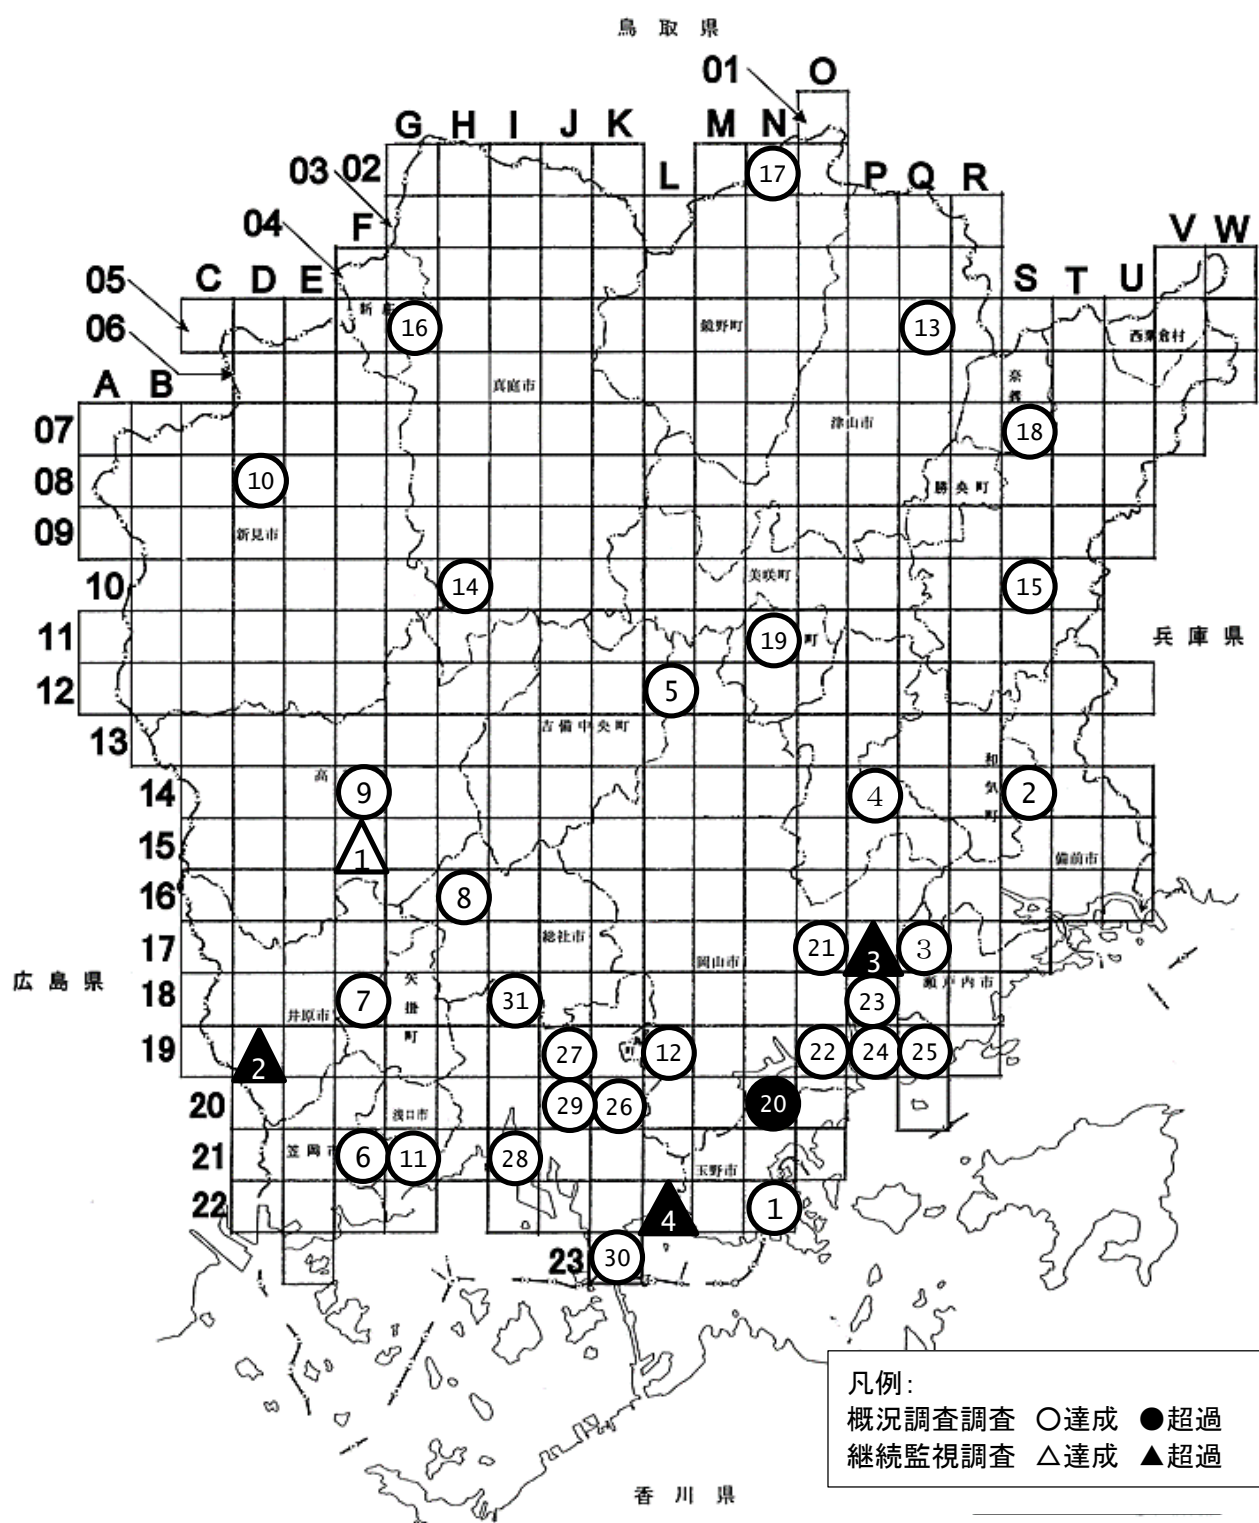 鳥取県
01 O
G H I J K M N
03 02 L 17 P Q R
04 F V W
05 C D E S T U
新庄 16 鏡野町 13 西粟倉村
06
A B 真庭市 奈義
07 津山市 18
08 10 勝央町
09 新見市
10 14 美咲町 15
11 19 町 兵庫県
12 5
13 吉備中央町
和気町
14 高 9 4 2
15 1 備前市
16 8
17 総社市 岡山市 21 3 3
広島県
18 井原市 7 矢掛町 31 23 瀬戸内市
19 2 27 12 22 24 25
20 浅口市 29 26 20
21 笠岡市 6 11 28 玉野市
22 4 1
23 30
凡例:
概況調査調査 ○達成 ●超過
継続監視調査 △達成 ▲超過
香川県